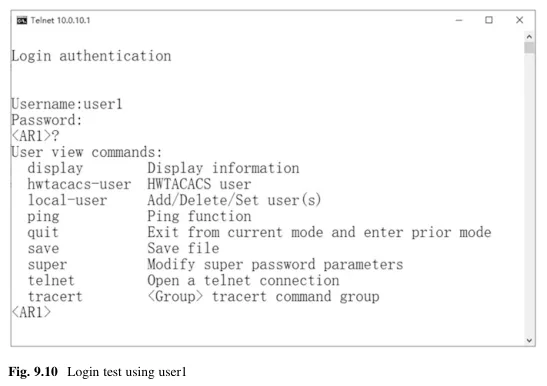 Telnet 10.0.10.1
Login authentication
Username:user1
Password:
<AR1>?
User view commands:
display Display information
hwtacacs-user HWTACACS user
local-user Add/Delete/Set user(s)
ping Ping function
quit Exit from current mode and enter prior mode
save Save file
super Modify super password parameters
telnet Open a telnet connection
tracert <Group> tracert command group
<AR1>
Fig. 9.10 Login test using user1